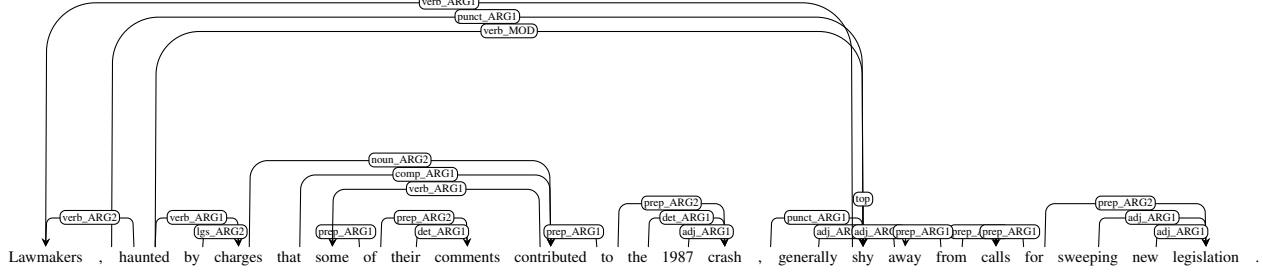 verb_ARG1
punct_ARG1
verb_MOD
noun_ARG2
comp_ARG1
verb_ARG1
top
prep_ARG2 prep_ARG2
verb_ARG2 verb_ARG1 prep_ARG2 det_ARG1 punct_ARG1 adj_ARG1
lgs_ARG2 prep_ARG1 det_ARG1 prep_ARG1 adj_ARG1 prep_ARG1 prep_ARG1 adj_ARG1
Lawmakers , haunted by charges that some of their comments contributed to the 1987 crash , generally shy away from calls for sweeping new legislation .